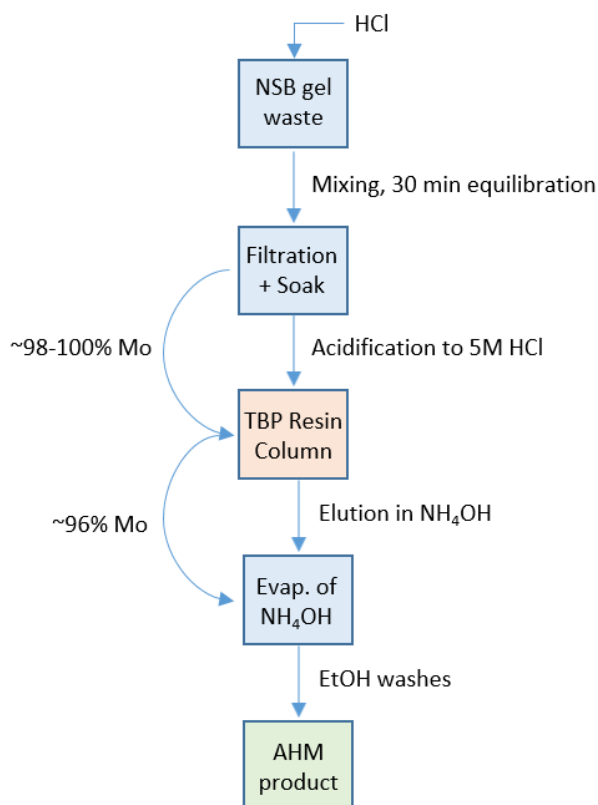 HCl
NSB gel
waste
Mixing, 30 min equilibration
Filtration
+ Soak
~98-100% Mo
Acidification to 5M HCl
TBP Resin
Column
~96% Mo
Elution in NH₄OH
Evap. of
NH₄OH
EtOH washes
AHM
product